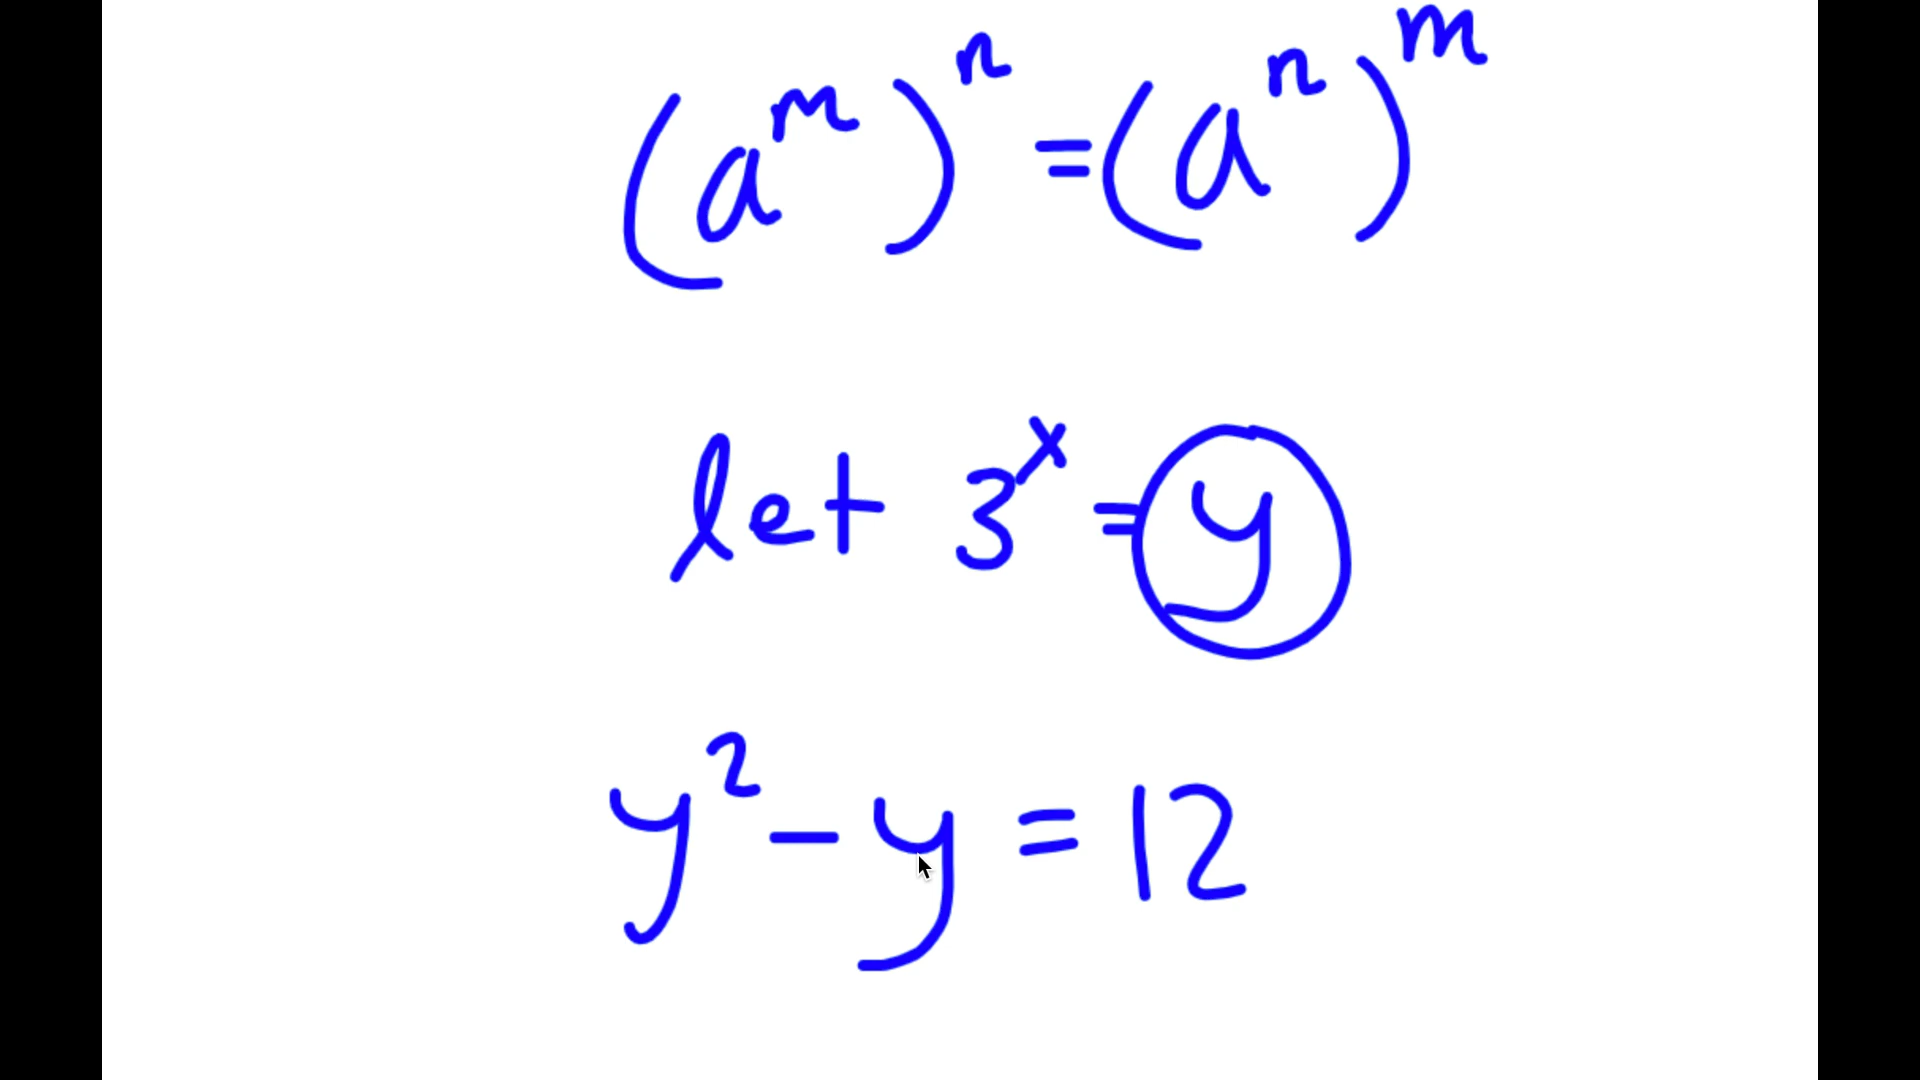 (a^m)^n = (a^n)^m
let 3^x = y
y^2 - y = 12